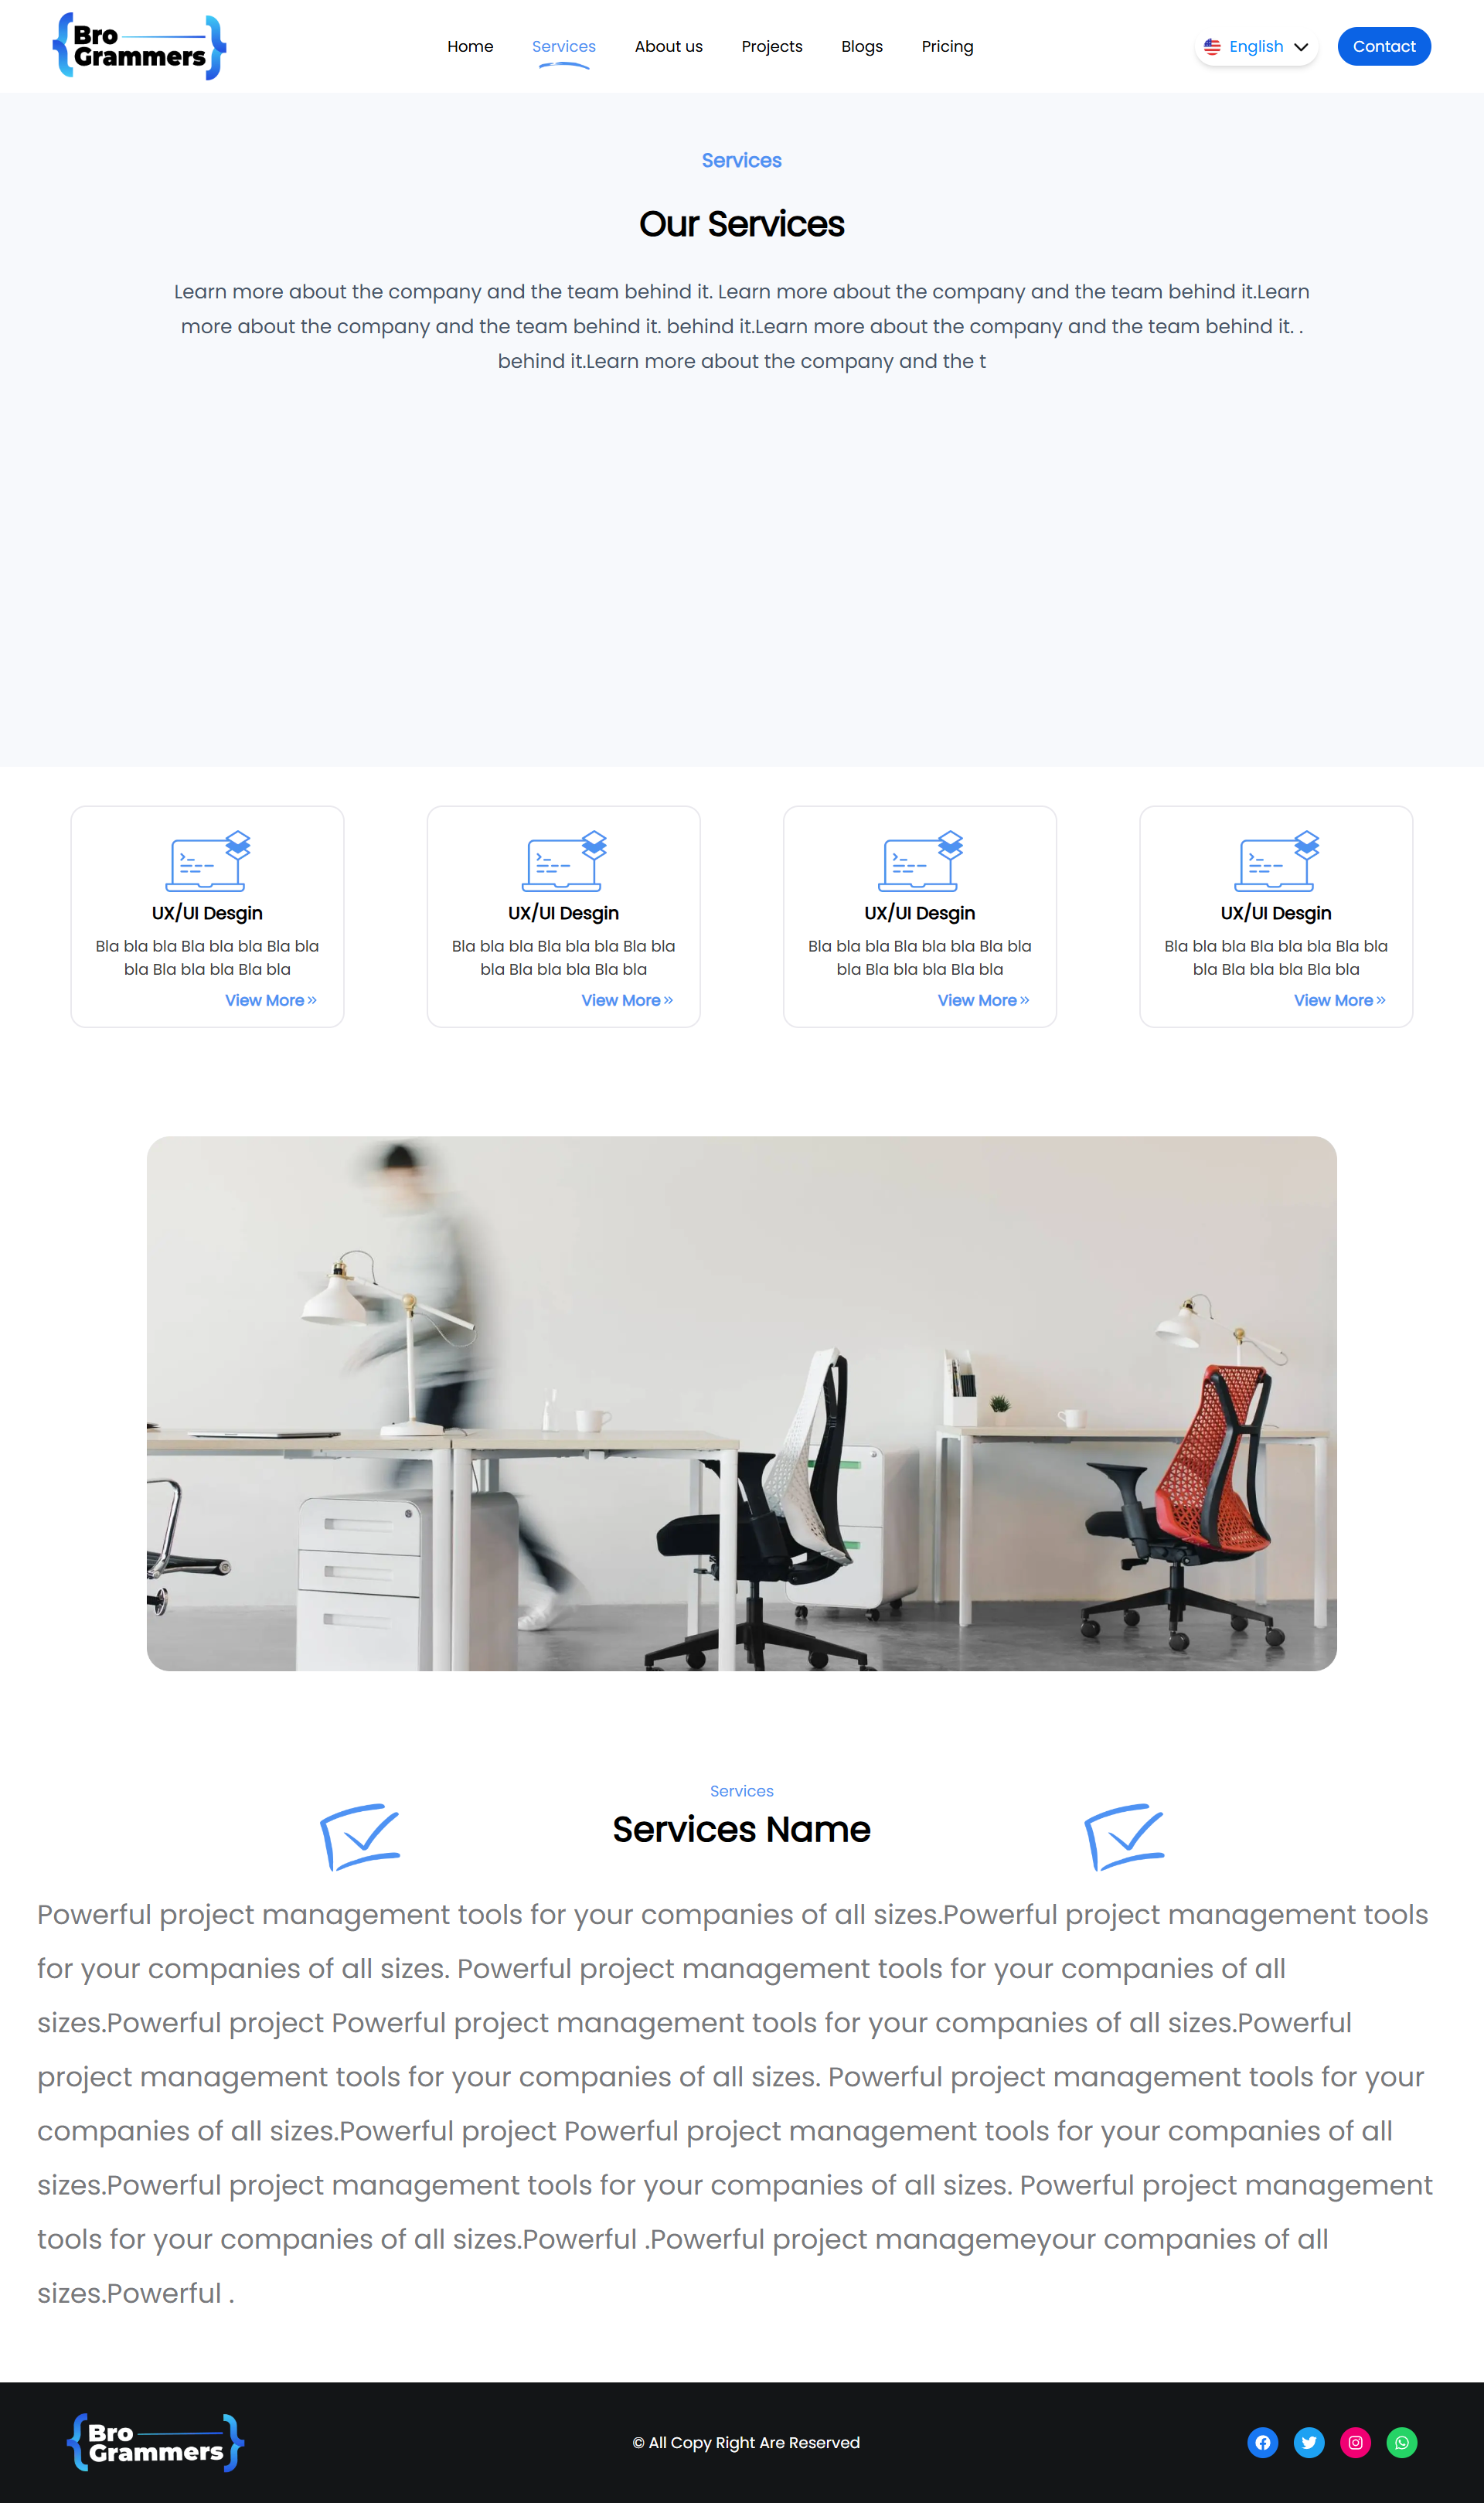 Bro
Grammers
Home Services About us Projects Blogs Pricing
English
Contact
Services
Our Services
Learn more about the company and the team behind it. Learn more about the company and the team behind it.Learn
more about the company and the team behind it. behind it.Learn more about the company and the team behind it. .
behind it.Learn more about the company and the t
UX/UI Desgin
Bla bla bla Bla bla bla Bla bla
bla Bla bla bla Bla bla
View More »
UX/UI Desgin
Bla bla bla Bla bla bla Bla bla
bla Bla bla bla Bla bla
View More »
UX/UI Desgin
Bla bla bla Bla bla bla Bla bla
bla Bla bla bla Bla bla
View More »
UX/UI Desgin
Bla bla bla Bla bla bla Bla bla
bla Bla bla bla Bla bla
View More »
Services
Services Name
Powerful project management tools for your companies of all sizes.Powerful project management tools
for your companies of all sizes. Powerful project management tools for your companies of all
sizes.Powerful project Powerful project management tools for your companies of all sizes.Powerful
project management tools for your companies of all sizes. Powerful project management tools for your
companies of all sizes.Powerful project Powerful project management tools for your companies of all
sizes.Powerful project management tools for your companies of all sizes. Powerful project management
tools for your companies of all sizes.Powerful .Powerful project managemeyour companies of all
sizes.Powerful .
Bro
Grammers
© All Copy Right Are Reserved